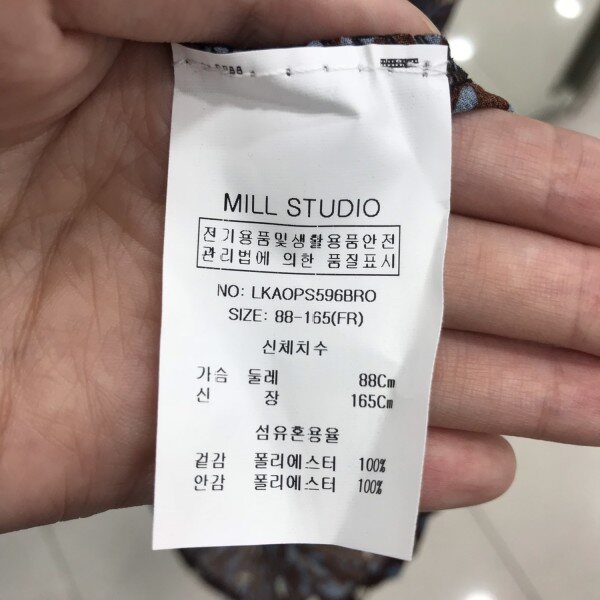 MILL STUDIO
전기용품및생활용품안전
관리법에 의한 품질표시
NO: LKAOPS596BRO
SIZE: 88-165(FR)
신체치수
가슴 둘레 88Cm
신 장 165Cm
섬유혼용율
겉감 폴리에스터 100%
안감 폴리에스터 100%